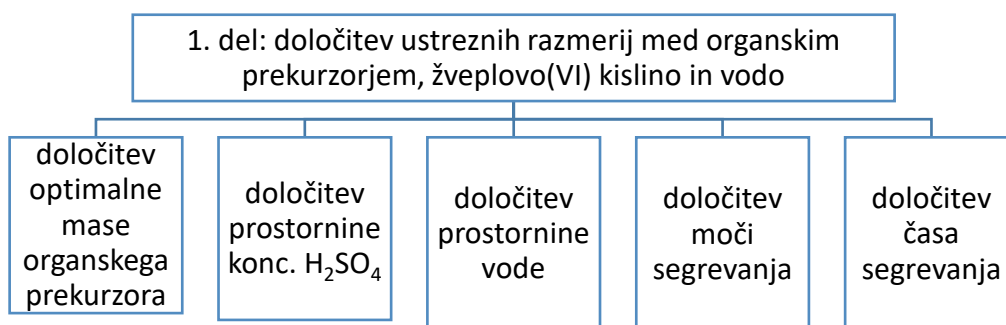 1. del: določitev ustreznih razmerij med organskim
prekurzorjem, žveplovo(VI) kislino in vodo
določitev
optimalne
mase
organskega
prekurzora
določitev
prostornine
konc. H₂SO₄
določitev
prostornine
vode
določitev
moči
segrevanja
določitev
časa
segrevanja